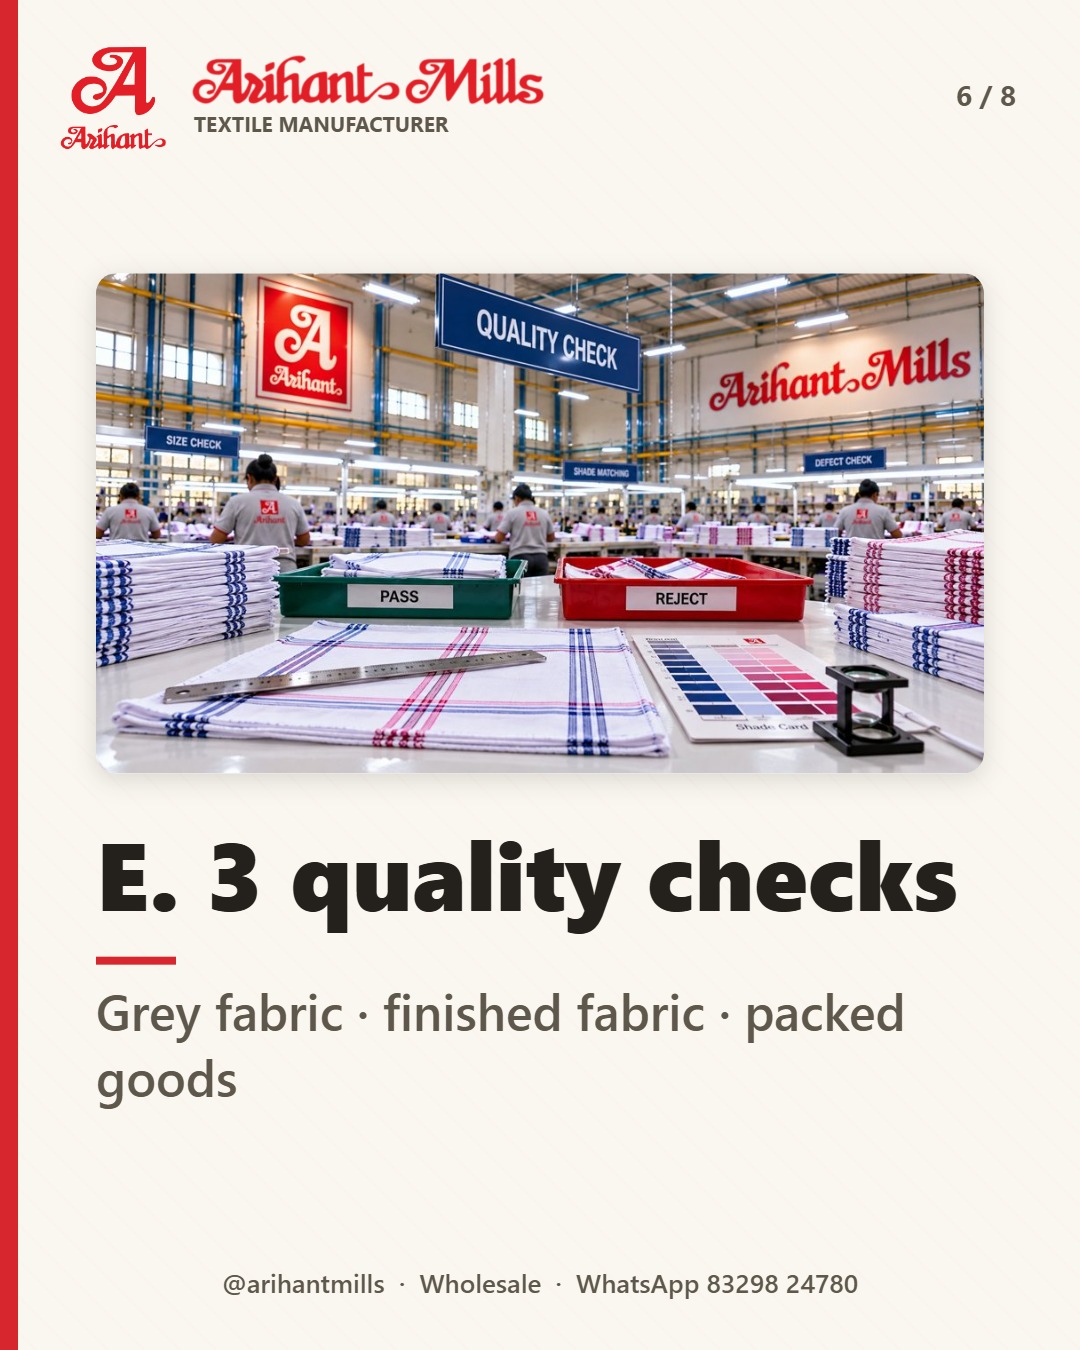 A
Arihant
Arihant Mills
TEXTILE MANUFACTURER
6 / 8
A
Arihant
QUALITY CHECK
Arihant Mills
SIZE CHECK
SHADE MATCHING
DEFECT CHECK
A
Arihant
PASS
REJECT
Shade Card
E. 3 quality checks
Grey fabric · finished fabric · packed
goods
@arihantmills · Wholesale · WhatsApp 83298 24780